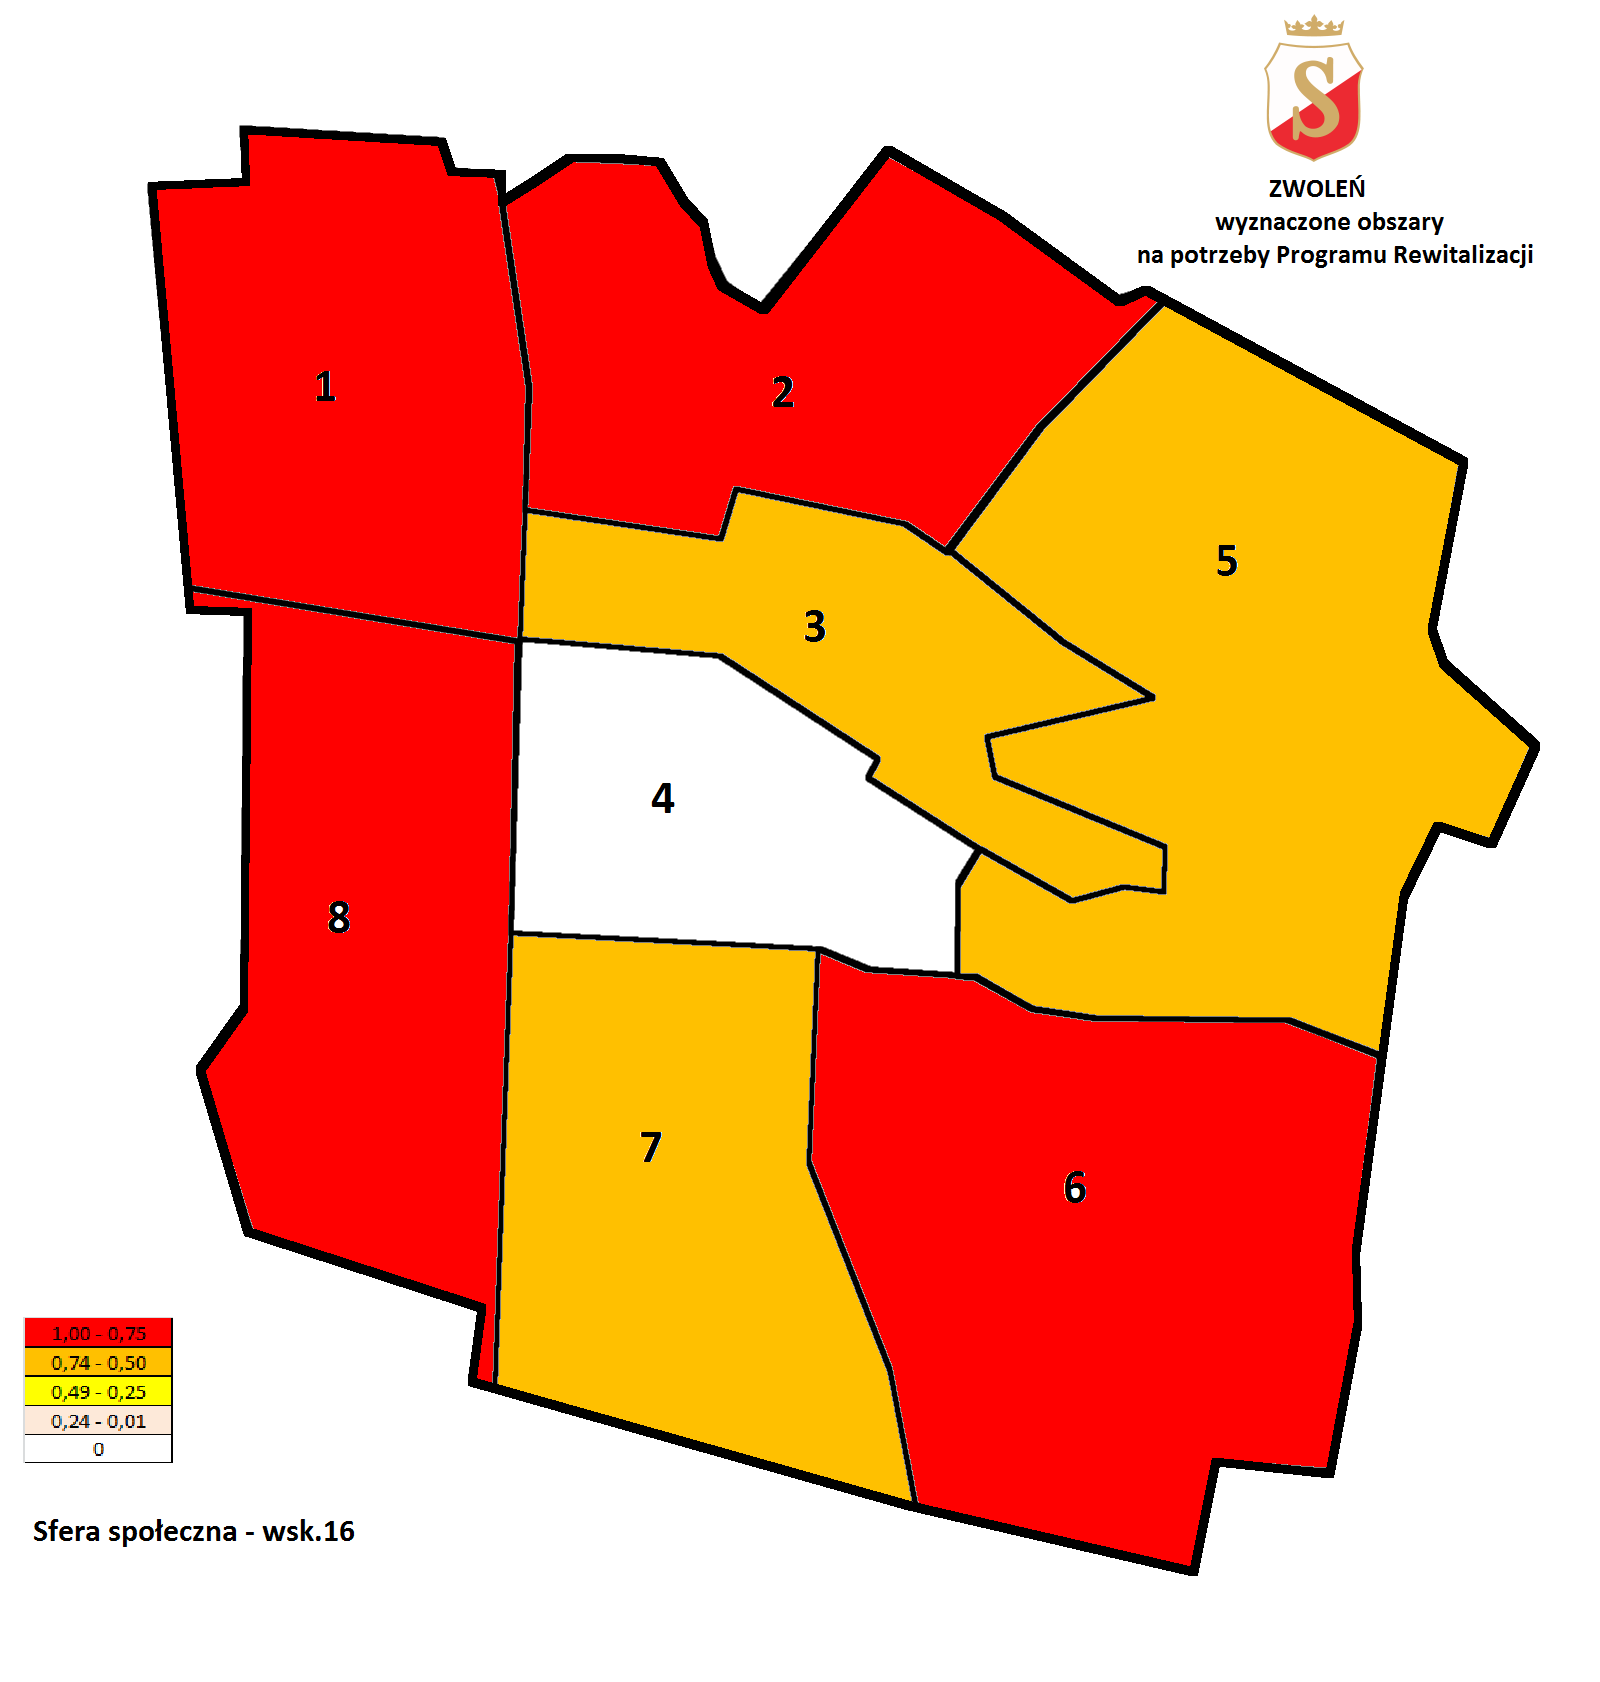 S
ZWOLEŃ
wyznaczone obszary
na potrzeby Programu Rewitalizacji
1
2
5
3
4
8
7
6
1,00 - 0,75
0,74 - 0,50
0,49 - 0,25
0,24 - 0,01
0
Sfera społeczna - wsk.16